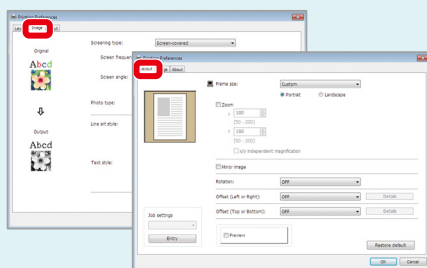 Printing Preferences
Image
Original
Abcd
Output
Abcd
Screening type:
Screen-covered
Screen angle:
Photo type:
Line art style:
Text style:
Printing Preferences
Layout
About
Frame size:
Custom
Portrait
Landscape
Zoom
x
100
(50 - 200)
Y
100
(50 - 200)
x/y independent magnification
Mirror image
Rotation:
OFF
Offset (Left or Right):
OFF
Details
Offset (Top or Bottom):
OFF
Details
Job settings
Entry
Preview
Restore default
OK
Cancel